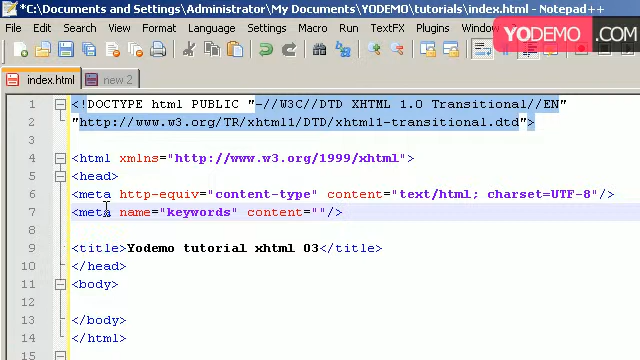 *C:\Documents and Settings\Administrator\My Documents\YODEMO\tutorials\index.html - Notepad++
File Edit Search View Encoding Language Settings Macro Run TextFX Plugins Window ?
YODEMO.COM
index.html new 2
1 <!DOCTYPE html PUBLIC "-//W3C//DTD XHTML 1.0 Transitional//EN"
2 "http://www.w3.org/TR/xhtml1/DTD/xhtml1-transitional.dtd">
3
4 <html xmlns="http://www.w3.org/1999/xhtml">
5 <head>
6 <meta http-equiv="content-type" content="text/html; charset=UTF-8"/>
7 <meta name="keywords" content=""/>
8
9 <title>Yodemo tutorial xhtml 03</title>
10 </head>
11 <body>
12
13 </body>
14 </html>
15